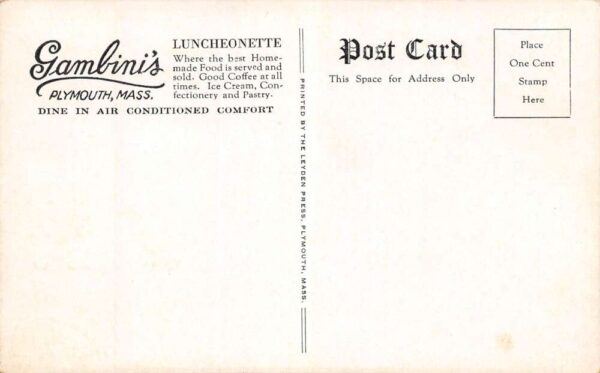 Gambini's
PLYMOUTH, MASS.
LUNCHEONETTE
Where the best Home-
made Food is served and
sold. Good Coffee at all
times. Ice Cream, Con-
fectionery and Pastry.
DINE IN AIR CONDITIONED COMFORT
PRINTED BY THE LEYDEN PRESS, PLYMOUTH, MASS.
Post Card
This Space for Address Only
Place
One Cent
Stamp
Here